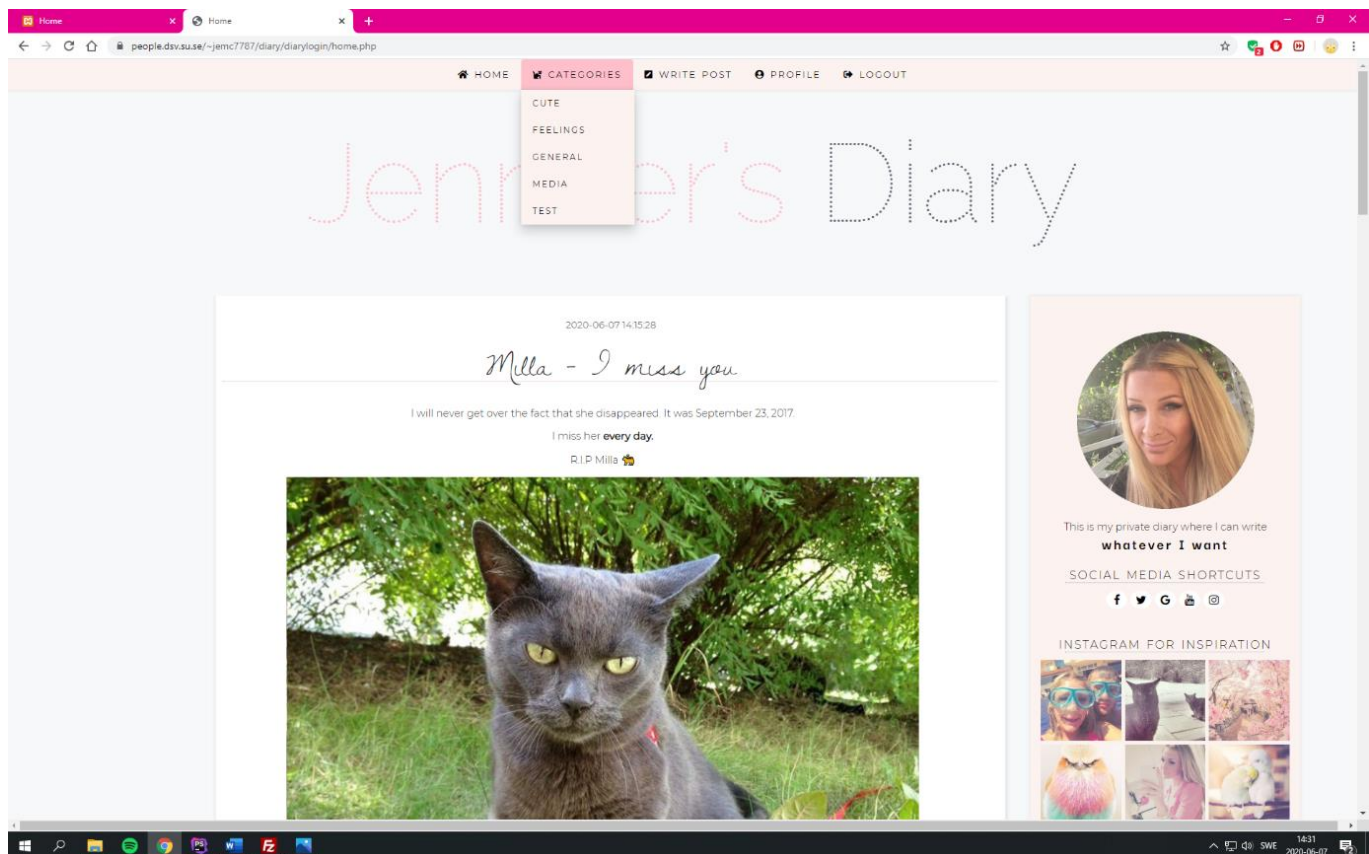 Home
Home
people.dsv.su.se/~jemc7787/diary/diarylogin/home.php
HOME CATEGORIES WRITE POST PROFILE LOGOUT
CUTE
FEELINGS
GENERAL
MEDIA
TEST
Jenn er's Diary
2020-06-07 14:15:28
Milla - I miss you
I will never get over the fact that she disappeared. It was September 23, 2017.
I miss her every day.
R.I.P Milla
This is my private diary where I can write
whatever I want
SOCIAL MEDIA SHORTCUTS
INSTAGRAM FOR INSPIRATION
SWE
14:31
2020-06-07